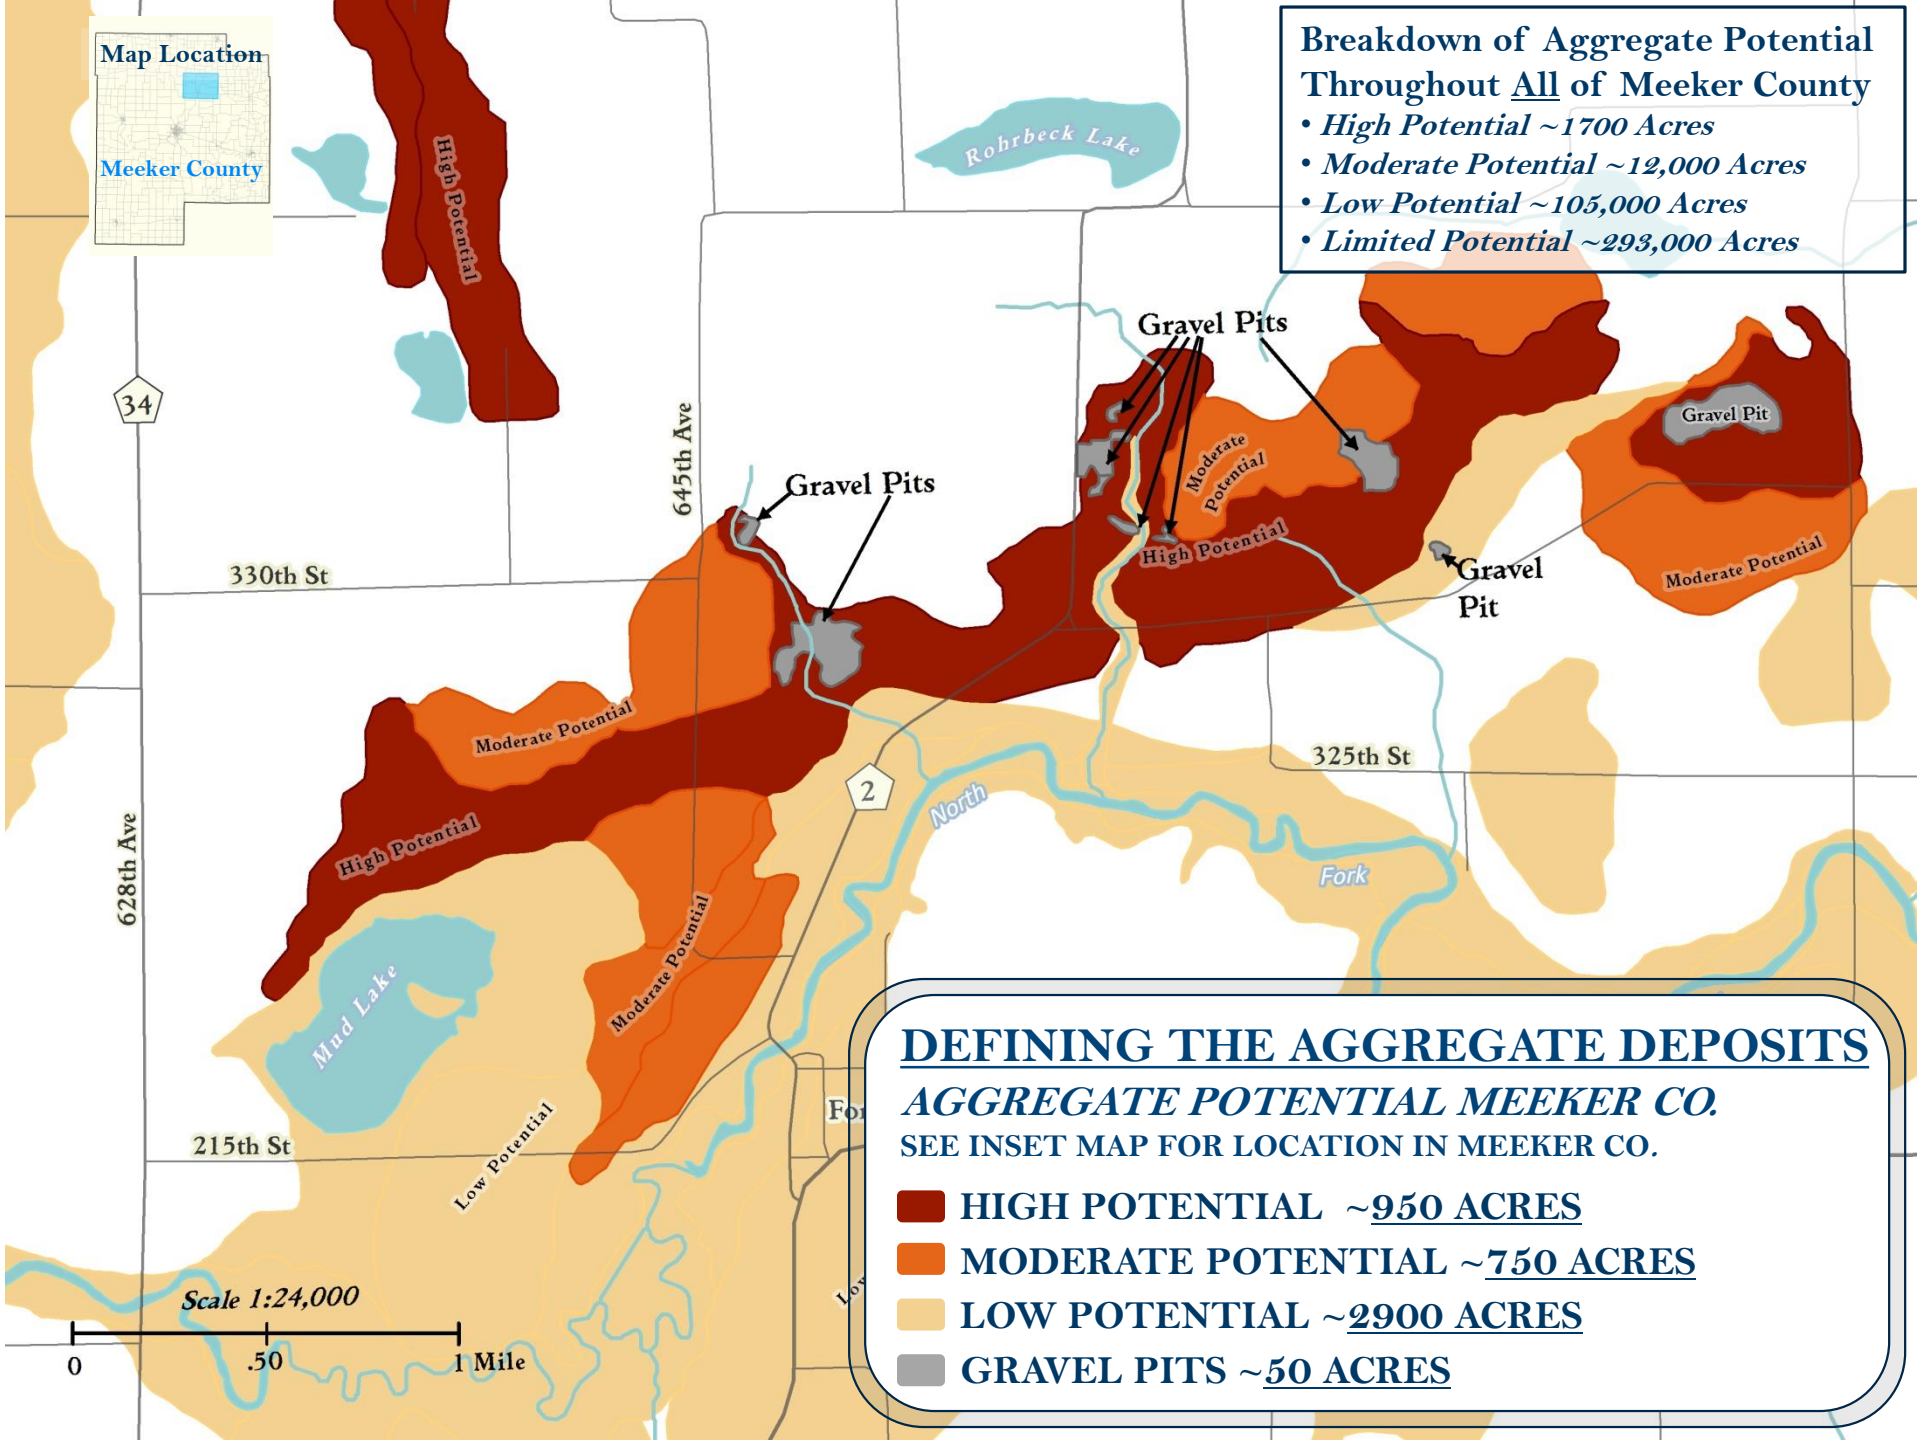 Map Location
Meeker County
Breakdown of Aggregate Potential
Throughout All of Meeker County
• High Potential ~1700 Acres
• Moderate Potential ~12,000 Acres
• Low Potential ~105,000 Acres
• Limited Potential ~293,000 Acres
Rohrbeck Lake
High Potential
Gravel Pits
34
645th Ave
Gravel Pit
Moderate
Potential
Gravel Pits
High Potential
Moderate Potential
Gravel
Pit
330th St
Moderate Potential
325th St
2
North
High Potential
628th Ave
Fork
Moderate Potential
Mud Lake
Low Potential
215th St
For
Low
Scale 1:24,000
0 .50 1 Mile
DEFINING THE AGGREGATE DEPOSITS
AGGREGATE POTENTIAL MEEKER CO.
SEE INSET MAP FOR LOCATION IN MEEKER CO.
HIGH POTENTIAL ~950 ACRES
MODERATE POTENTIAL ~750 ACRES
LOW POTENTIAL ~2900 ACRES
GRAVEL PITS ~50 ACRES